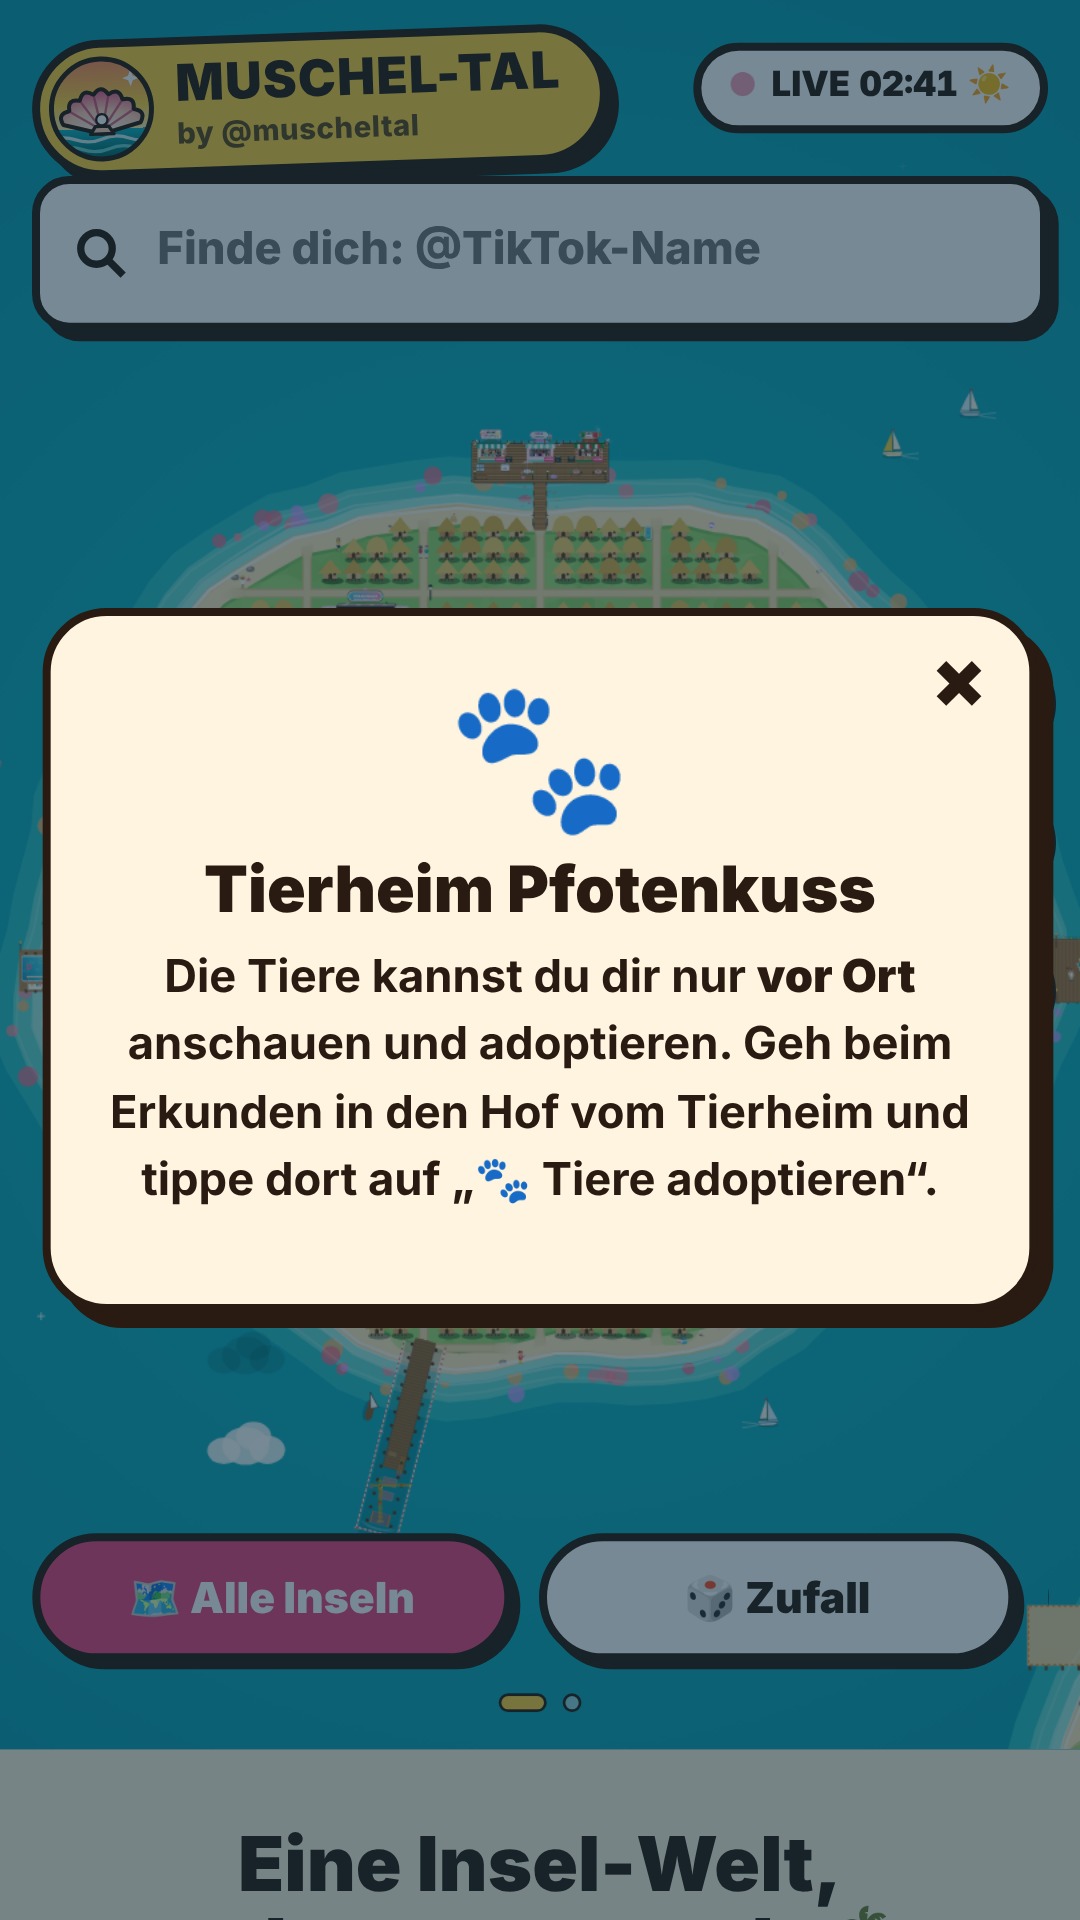 MUSCHEL-TAL
by @muscheltal
LIVE 02:41 ☀️
Finde dich: @TikTok-Name
✖
🐾
Tierheim Pfotenkuss
Die Tiere kannst du dir nur vor Ort
anschauen und adoptieren. Geh beim
Erkunden in den Hof vom Tierheim und
tippe dort auf „🐾 Tiere adoptieren“.
🗺️ Alle Inseln
🎲 Zufall
Eine Insel-Welt,